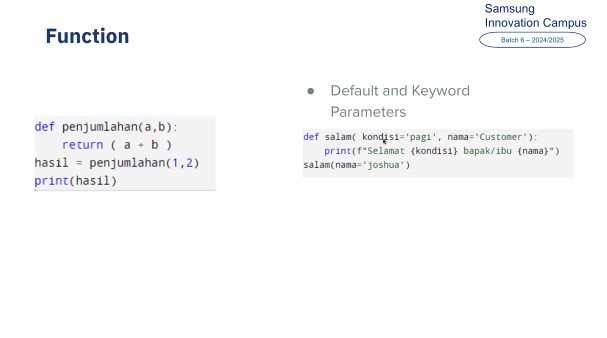 Samsung
Innovation Campus
Batch 6 – 2024/2025
Function
def penjumlahan(a,b):
    return ( a + b )
hasil = penjumlahan(1,2)
print(hasil)
● Default and Keyword
Parameters
def salam( kondisi='pagi', nama='Customer'):
    print(f"Selamat {kondisi} bapak/ibu {nama}")
salam(nama='joshua')